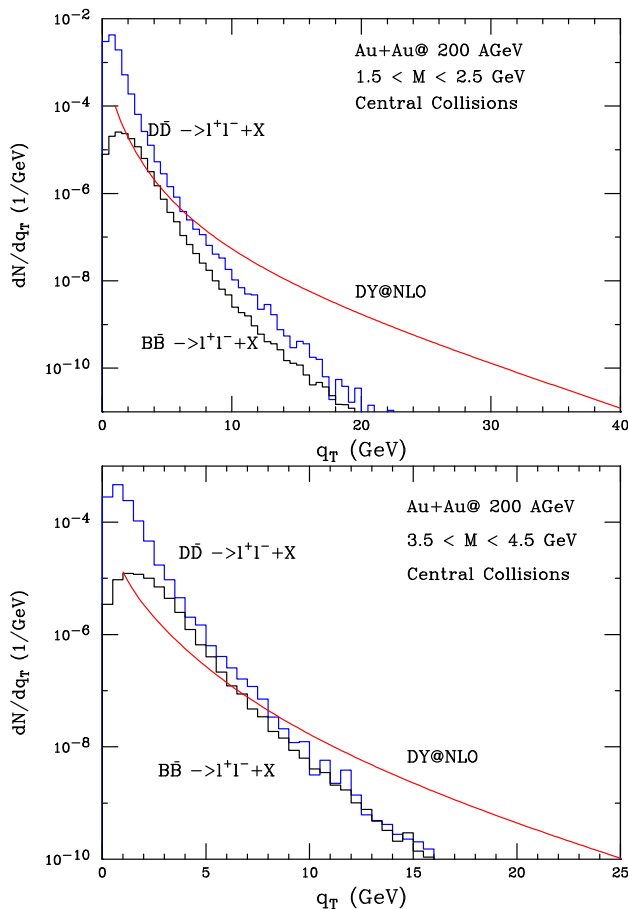 10⁻²
10⁻⁴
10⁻⁶
10⁻⁸
10⁻¹⁰
dN/dq_T (1/GeV)
Au+Au@ 200 AGeV
1.5 < M < 2.5 GeV
Central Collisions
DD̄ ->l⁺l⁻+X
DY@NLO
BB̄ ->l⁺l⁻+X
0 10 20 30 40
q_T (GeV)
10⁻⁴
10⁻⁶
10⁻⁸
10⁻¹⁰
dN/dq_T (1/GeV)
Au+Au@ 200 AGeV
3.5 < M < 4.5 GeV
Central Collisions
DD̄ ->l⁺l⁻+X
DY@NLO
BB̄ ->l⁺l⁻+X
0 5 10 15 20 25
q_T (GeV)